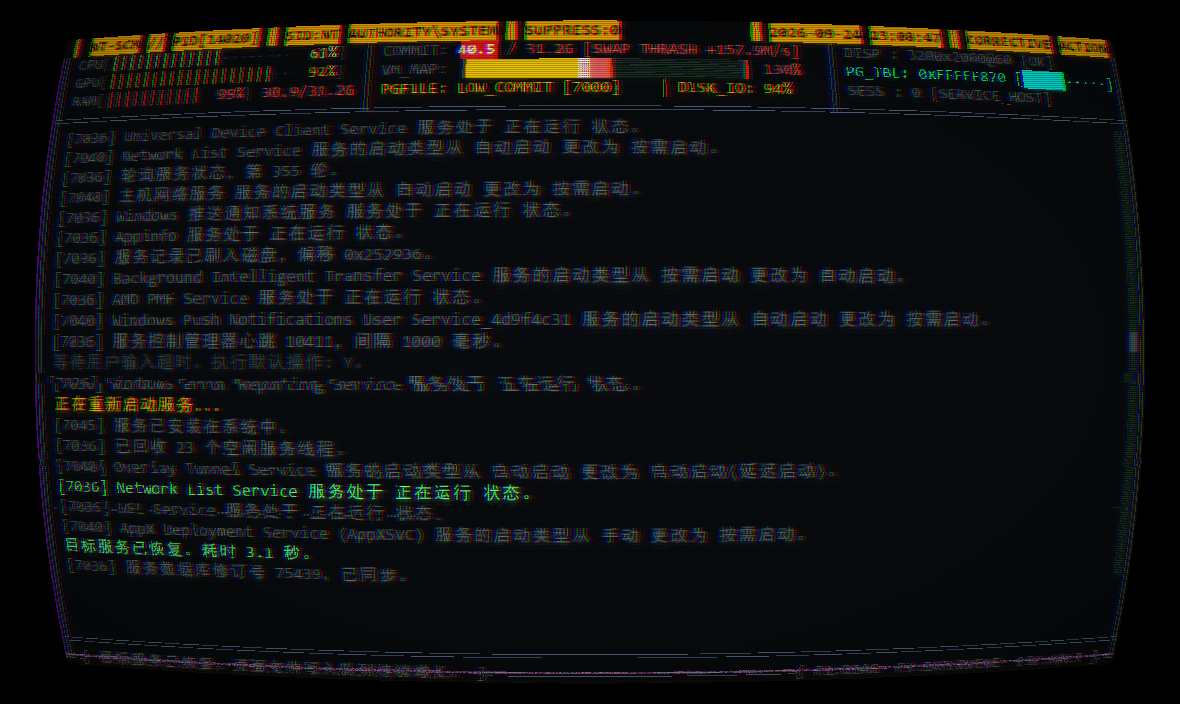 NT-SCM // PID[14020] SID:NT AUTHORITY\SYSTEM SUPPRESS:0 2026-09-14 23:08:47 CORRECTIVE ACTION
CPU 67% COMMIT: 40.5 / 31.26 [SWAP THRASH +157.9M/s] DISP : 3200x2000@60 [OK]
GPU 92% VM_MAP: 130% PG_TBL: 0xFFFFF870 [.....]
RAM 99% 30.9/31.26 PGFILE: LOW_COMMIT [7000] DISK_IO: 94% SESS : 0 [SERVICE_HOST]
[7036] Universal Device Client Service 服务处于 正在运行 状态。
[7040] Network List Service 服务的启动类型从 自动启动 更改为 按需启动。
[7036] 轮询服务状态，第 355 轮。
[7040] 主机网络服务 服务的启动类型从 自动启动 更改为 按需启动。
[7036] Windows 推送通知系统服务 服务处于 正在运行 状态。
[7036] Appinfo 服务处于 正在运行 状态。
[7036] 服务记录已刷入磁盘，偏移 0x252936。
[7040] Background Intelligent Transfer Service 服务的启动类型从 按需启动 更改为 自动启动。
[7036] AMD PMF Service 服务处于 正在运行 状态。
[7040] Windows Push Notifications User Service_4d9f4c31 服务的启动类型从 自动启动 更改为 按需启动。
[7036] 服务控制管理器心跳 10411，间隔 1000 毫秒。
等待用户输入超时。执行默认操作: Y。
[7036] Windows Error Reporting Service 服务处于 正在运行 状态。
正在重新启动服务...
[7045] 服务已安装在系统中。
[7036] 已回收 23 个空闲服务线程。
[7040] Overlay Tunnel Service 服务的启动类型从 自动启动 更改为 自动启动(延迟启动)。
[7036] Network List Service 服务处于 正在运行 状态。
[7036] WSL Service 服务处于 正在运行 状态
[7040] AppX Deployment Service (AppXSVC) 服务的启动类型从 手动 更改为 按需启动。
目标服务已恢复。耗时 3.1 秒。
[7036] 服务数据库修订号 75439，已同步。